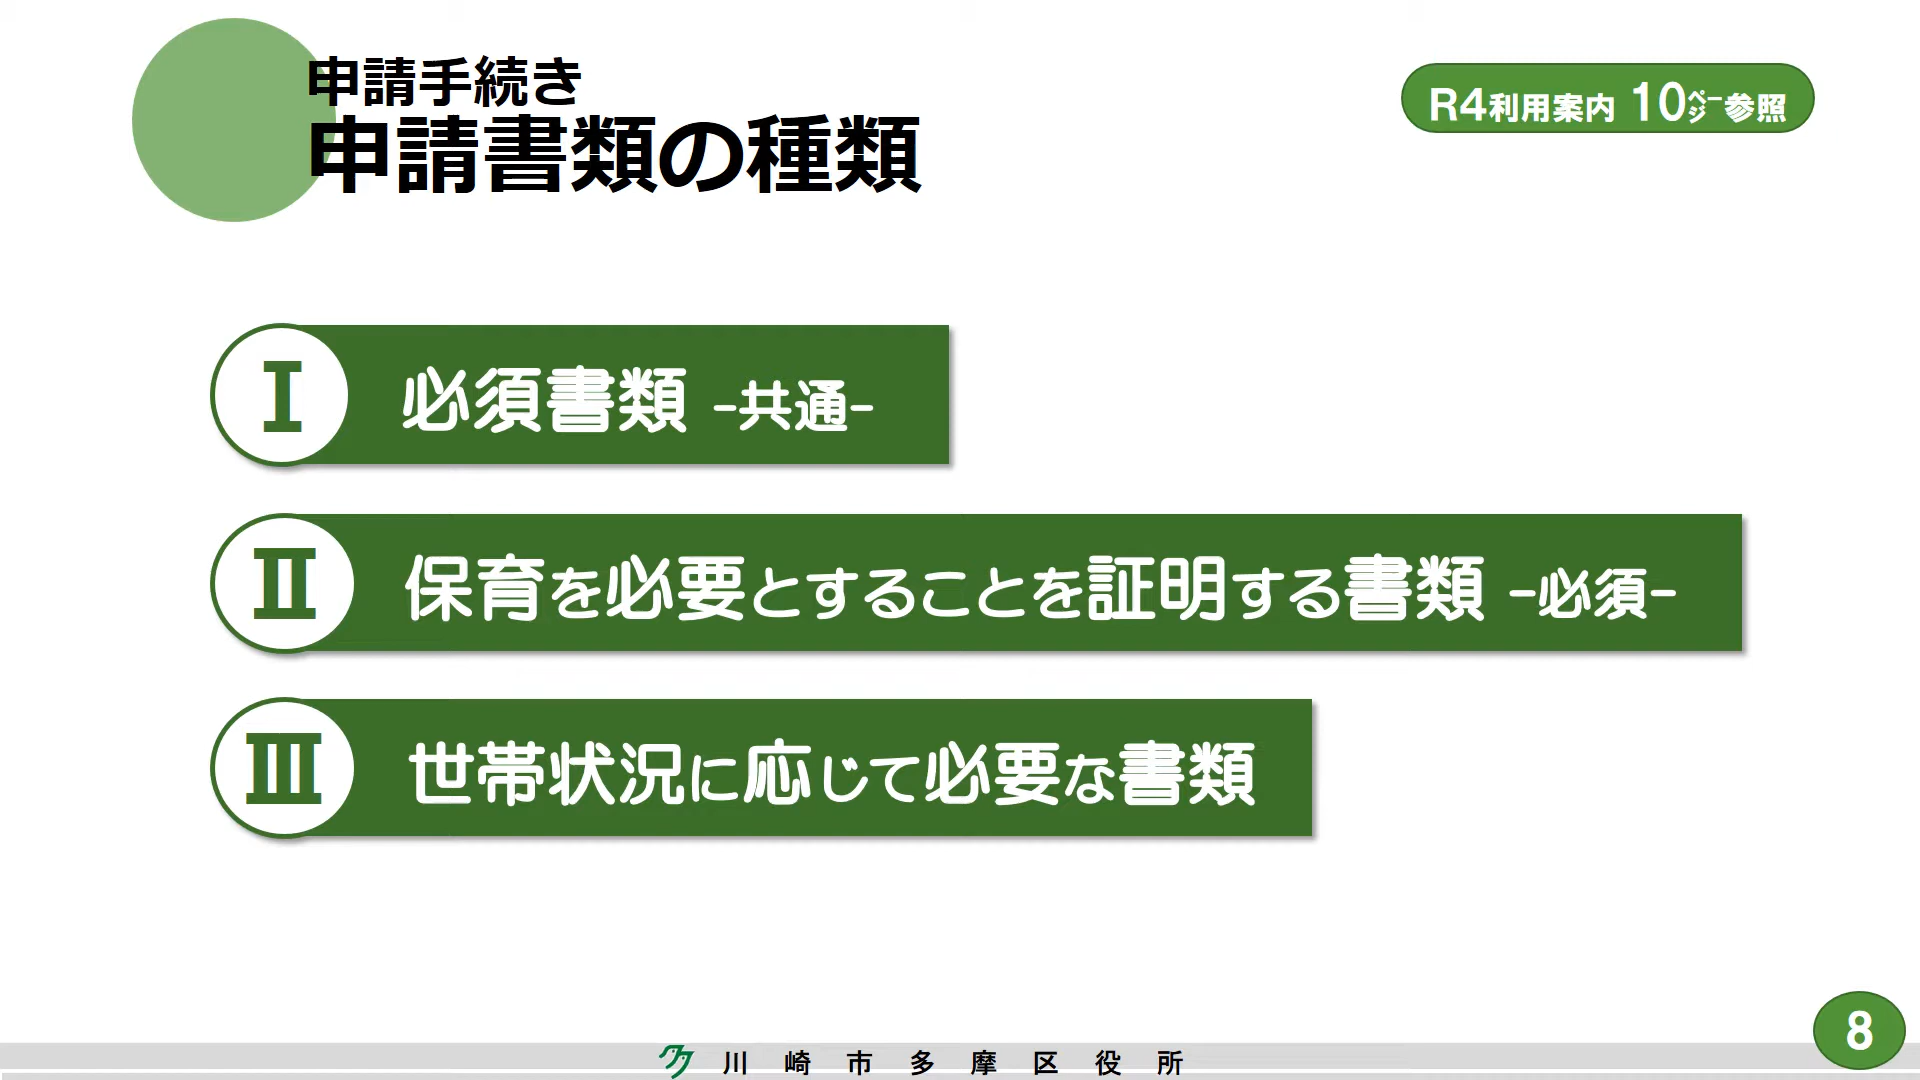 申請手続き
申請書類の種類
R4利用案内 10ページ参照
Ⅰ 必須書類 -共通-
Ⅱ 保育を必要とすることを証明する書類 -必須-
Ⅲ 世帯状況に応じて必要な書類
川崎市多摩区役所
8